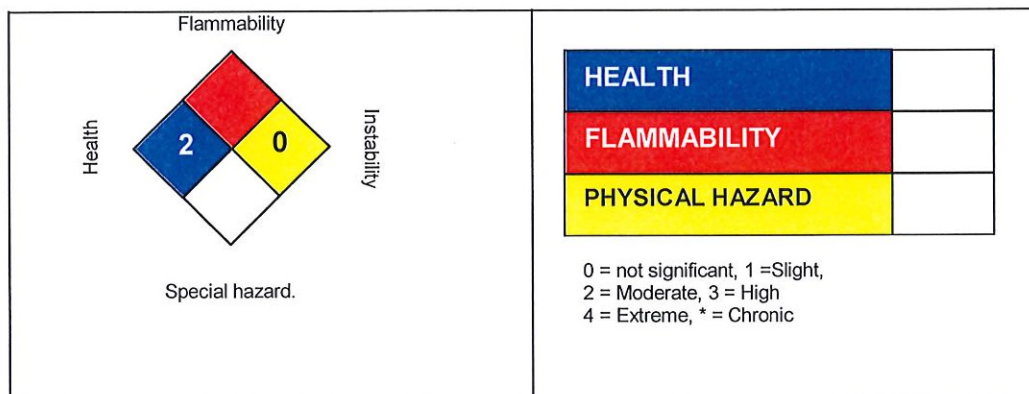 Flammability
Health
2
0
Instability
Special hazard.
HEALTH
FLAMMABILITY
PHYSICAL HAZARD
0 = not significant, 1 =Slight,
2 = Moderate, 3 = High
4 = Extreme, * = Chronic